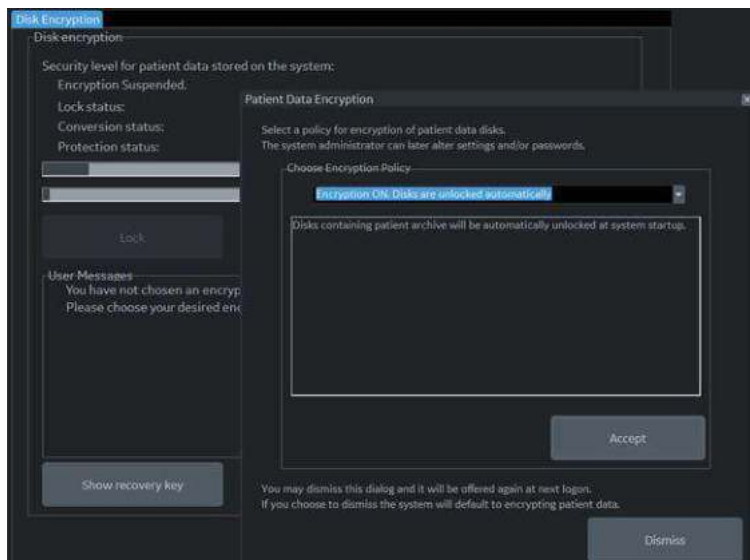 Disk Encryption
Disk encryption
Security level for patient data stored on the system:
Encryption Suspended.
Lock status:
Conversion status:
Protection status:
Lock
User Messages
You have not chosen an encryp
Please choose your desired en
Show recovery key
Patient Data Encryption
Select a policy for encryption of patient data disks.
The system administrator can later alter settings and/or passwords.
Choose Encryption Policy
Encryption ON. Disks are unlocked automatically
Disks containing patient archive will be automatically unlocked at system startup.
Accept
You may dismiss this dialog and it will be offered again at next logon.
If you choose to dismiss the system will default to encrypting patient data.
Dismiss